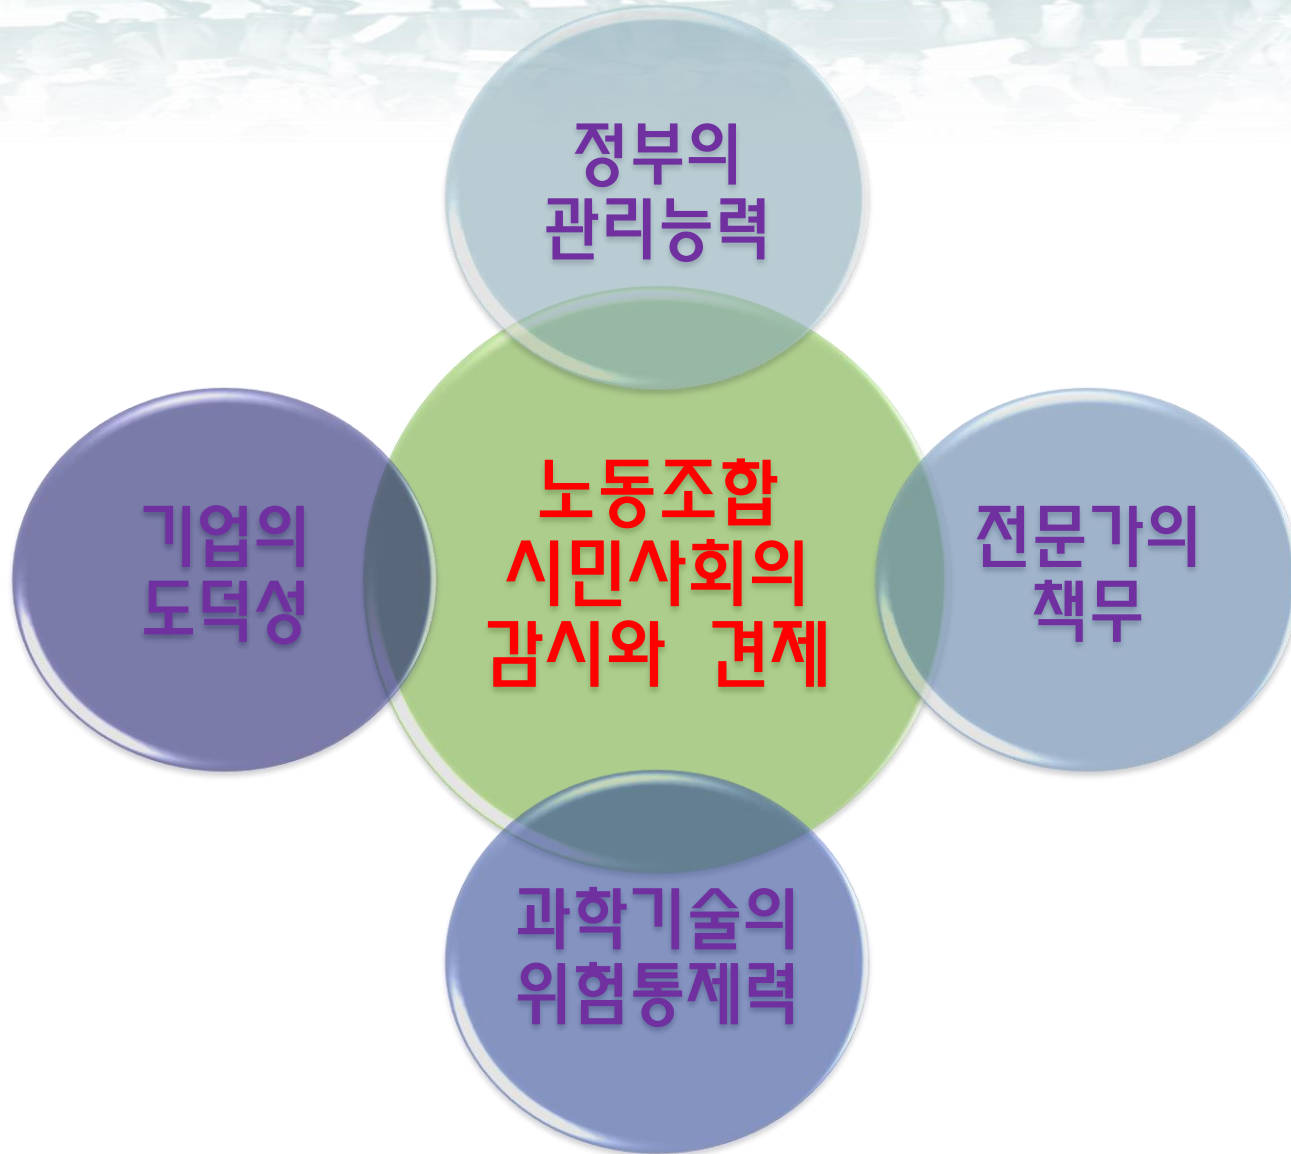 정부의
관리능력
노동조합
시민사회의
감시와 견제
기업의
도덕성
전문가의
책무
과학기술의
위험통제력